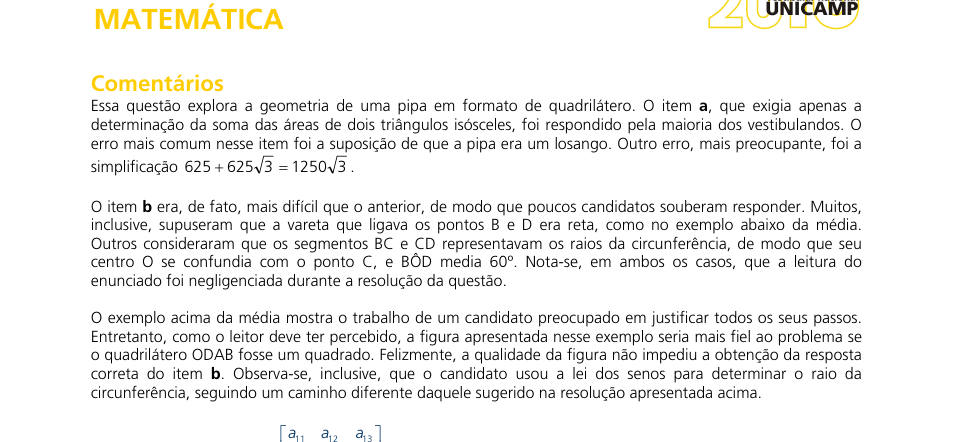 MATEMÁTICA
UNICAMP
Comentários
Essa questão explora a geometria de uma pipa em formato de quadrilátero. O item a, que exigia apenas a
determinação da soma das áreas de dois triângulos isósceles, foi respondido pela maioria dos vestibulandos. O
erro mais comum nesse item foi a suposição de que a pipa era um losango. Outro erro, mais preocupante, foi a
simplificação 625 + 625√3 = 1250√3 .
O item b era, de fato, mais difícil que o anterior, de modo que poucos candidatos souberam responder. Muitos,
inclusive, supuseram que a vareta que ligava os pontos B e D era reta, como no exemplo abaixo da média.
Outros consideraram que os segmentos BC e CD representavam os raios da circunferência, de modo que seu
centro O se confundia com o ponto C, e BÔD media 60º. Nota-se, em ambos os casos, que a leitura do
enunciado foi negligenciada durante a resolução da questão.
O exemplo acima da média mostra o trabalho de um candidato preocupado em justificar todos os seus passos.
Entretanto, como o leitor deve ter percebido, a figura apresentada nesse exemplo seria mais fiel ao problema se
o quadrilátero ODAB fosse um quadrado. Felizmente, a qualidade da figura não impediu a obtenção da resposta
correta do item b. Observa-se, inclusive, que o candidato usou a lei dos senos para determinar o raio da
circunferência, seguindo um caminho diferente daquele sugerido na resolução apresentada acima.
a₁₁ a₁₂ a₁₃